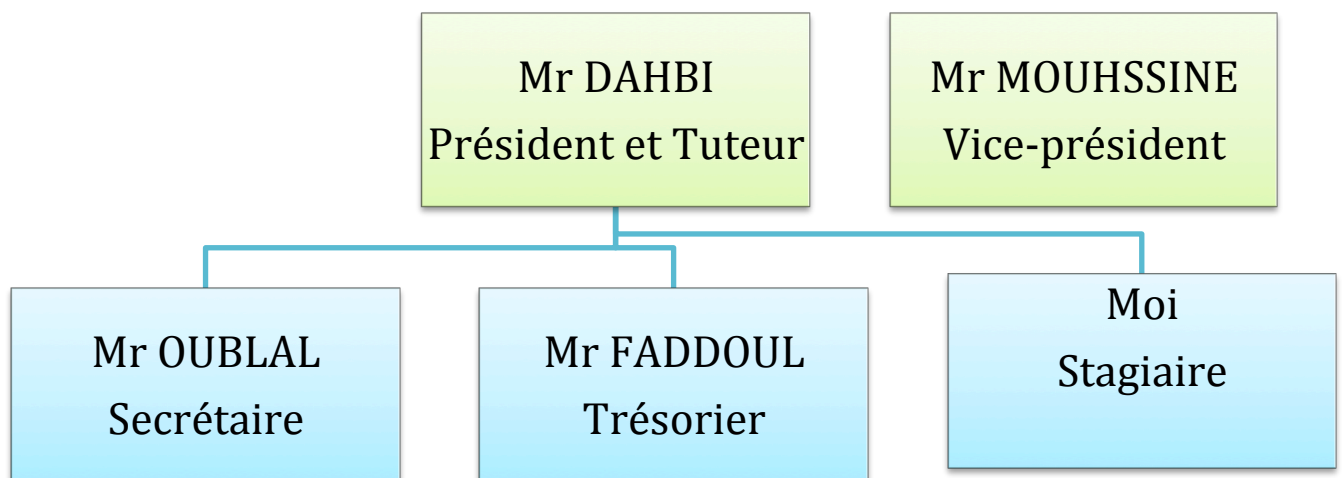 Mr DAHBI
Président et Tuteur
Mr MOUHSSINE
Vice-président
Mr OUBLAL
Secrétaire
Mr FADDOUL
Trésorier
Moi
Stagiaire